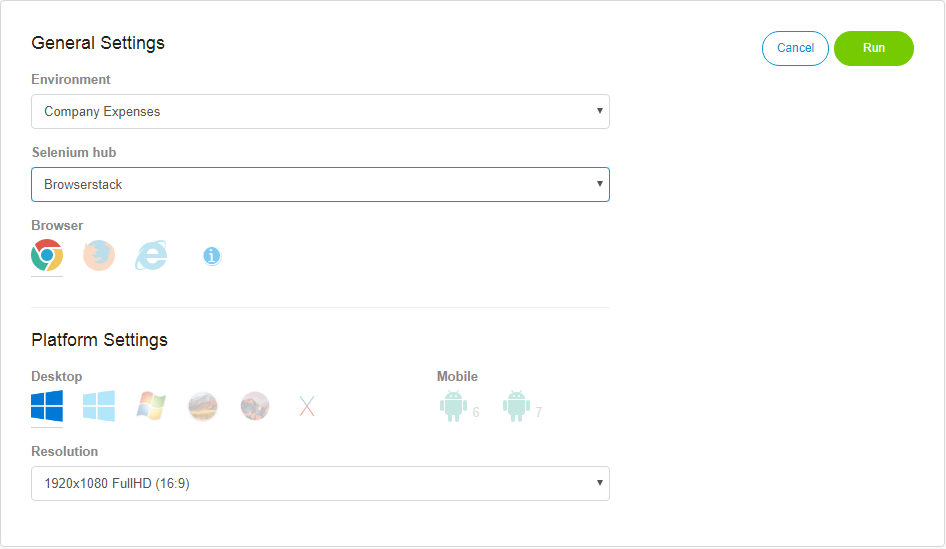 General Settings
Cancel
Run
Environment
Company Expenses
Selenium hub
Browserstack
Browser
i
Platform Settings
Desktop
Mobile
6
7
Resolution
1920x1080 FullHD (16:9)